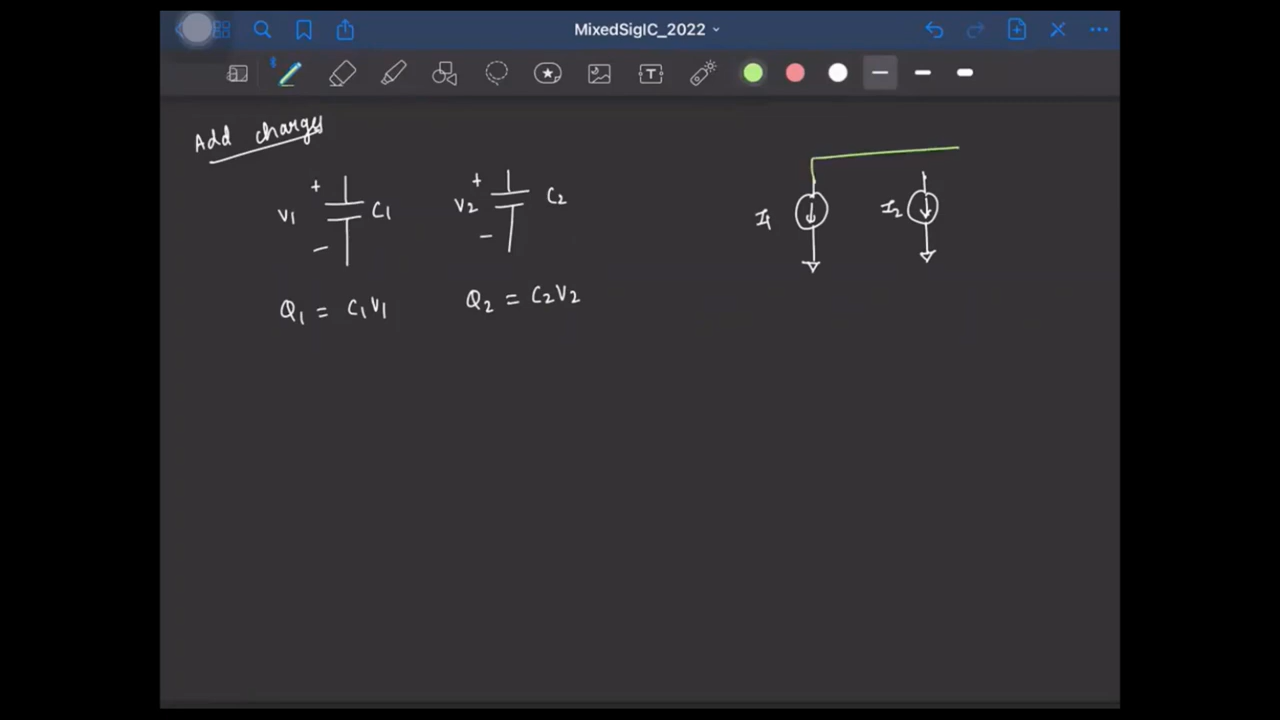 MixedSigIC_2022
Add charges
+ V1 − C1
+ V2 − C2
I1
I2
Q1 = C1V1
Q2 = C2V2